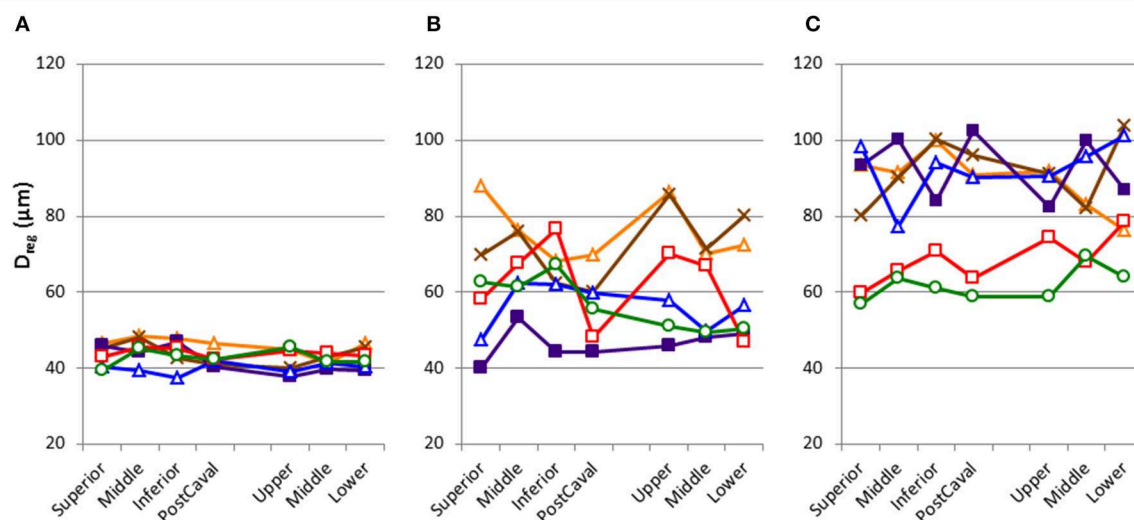 A B C
120 120 120
100 100 100
80 80 80
60 60 60
40 40 40
20 20 20
Dreg (μm)
Superior Middle Inferior PostCaval Upper Middle Lower
Superior Middle Inferior PostCaval Upper Middle Lower
Superior Middle Inferior PostCaval Upper Middle Lower